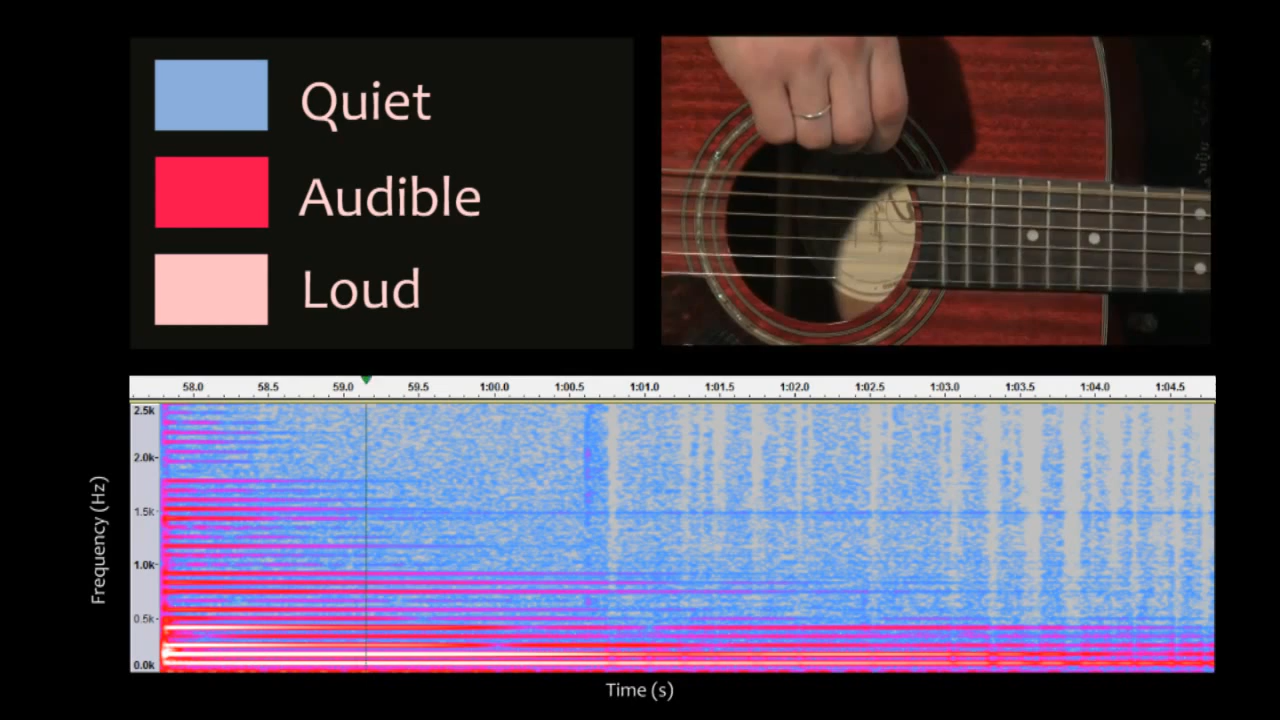 Quiet
Audible
Loud
58.0 58.5 59.0 59.5 1:00.0 1:00.5 1:01.0 1:01.5 1:02.0 1:02.5 1:03.0 1:03.5 1:04.0 1:04.5
2.5k
2.0k-
1.5k
1.0k-
0.5k-
0.0k
Frequency (Hz)
Time (s)